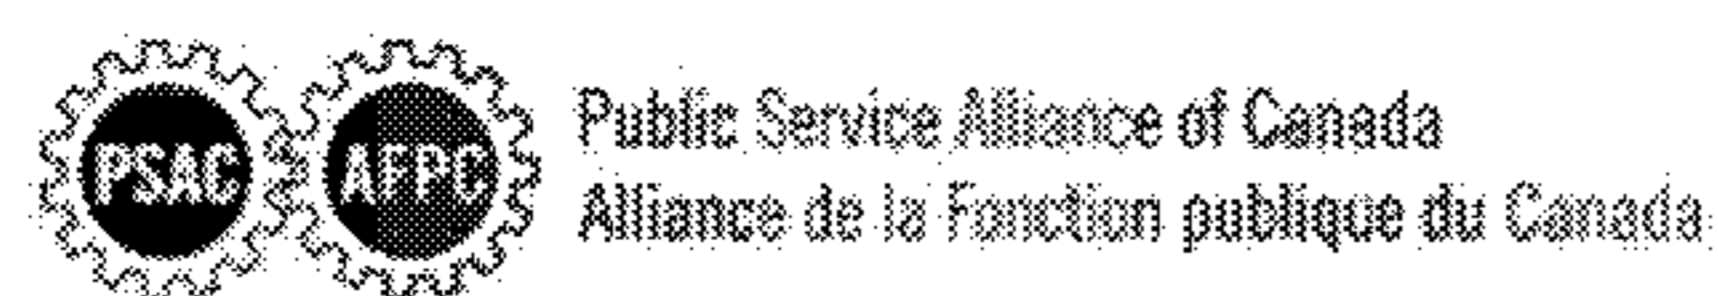 PSAC AFPC
Public Service Alliance of Canada
Alliance de la Fonction publique du Canada